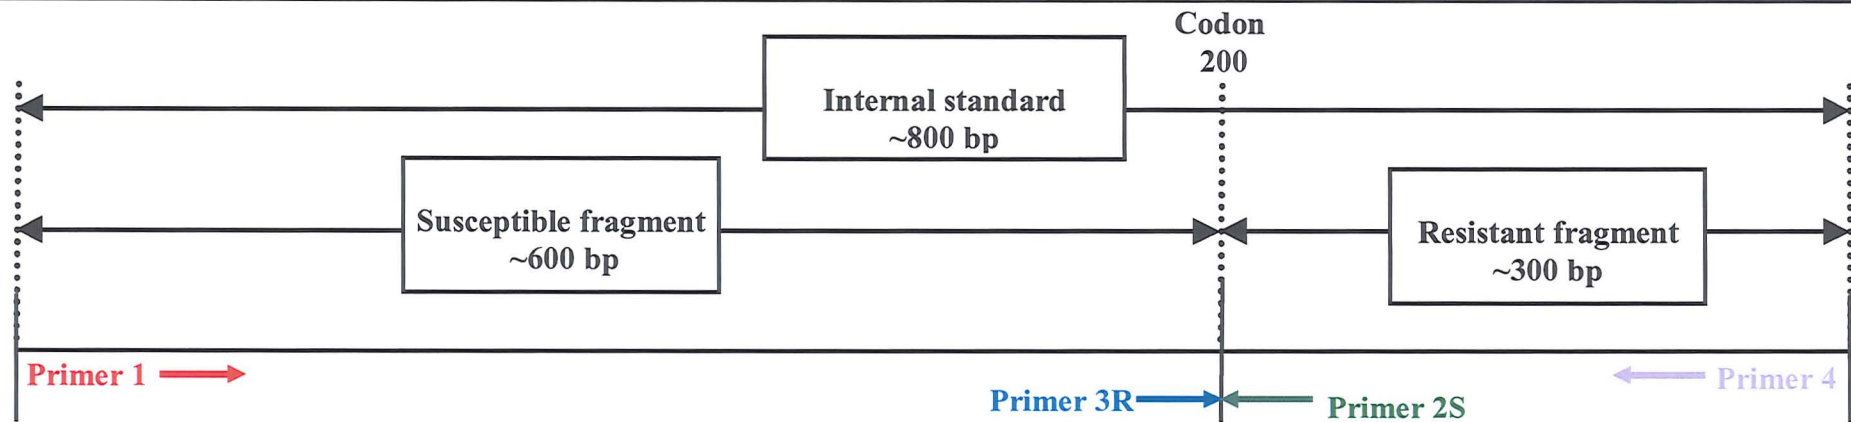 Codon
200
Internal standard
~800 bp
Susceptible fragment
~600 bp
Resistant fragment
~300 bp
Primer 1
Primer 4
Primer 3R
Primer 2S